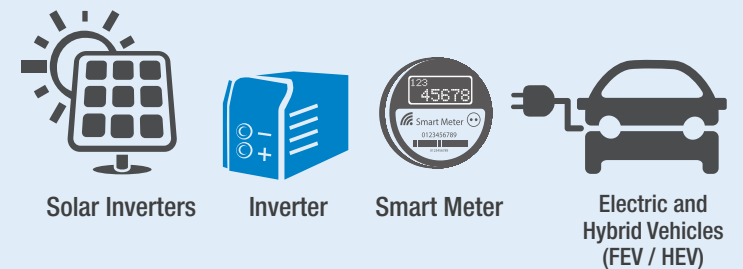 123
45678
Smart Meter
0123456789
Solar Inverters
Inverter
Smart Meter
Electric and
Hybrid Vehicles
(FEV / HEV)